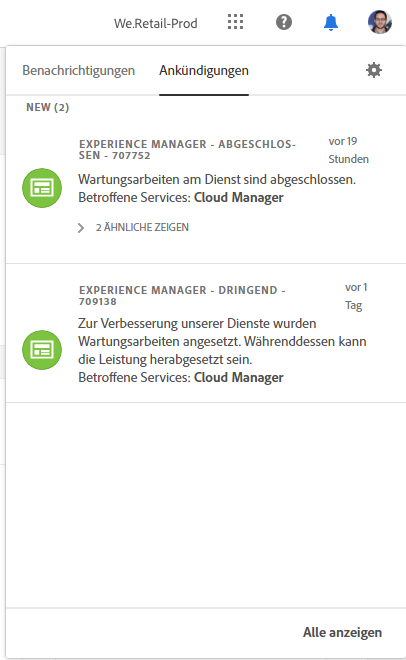 We.Retail-Prod
Benachrichtigungen
Ankündigungen
NEW (2)
EXPERIENCE MANAGER - ABGESCHLOS-
SEN - 707752
vor 19
Stunden
Wartungsarbeiten am Dienst sind abgeschlossen.
Betroffene Services: Cloud Manager
2 ÄHNLICHE ZEIGEN
EXPERIENCE MANAGER - DRINGEND -
709138
vor 1
Tag
Zur Verbesserung unserer Dienste wurden
Wartungsarbeiten angesetzt. Währenddessen kann
die Leistung herabgesetzt sein.
Betroffene Services: Cloud Manager
Alle anzeigen